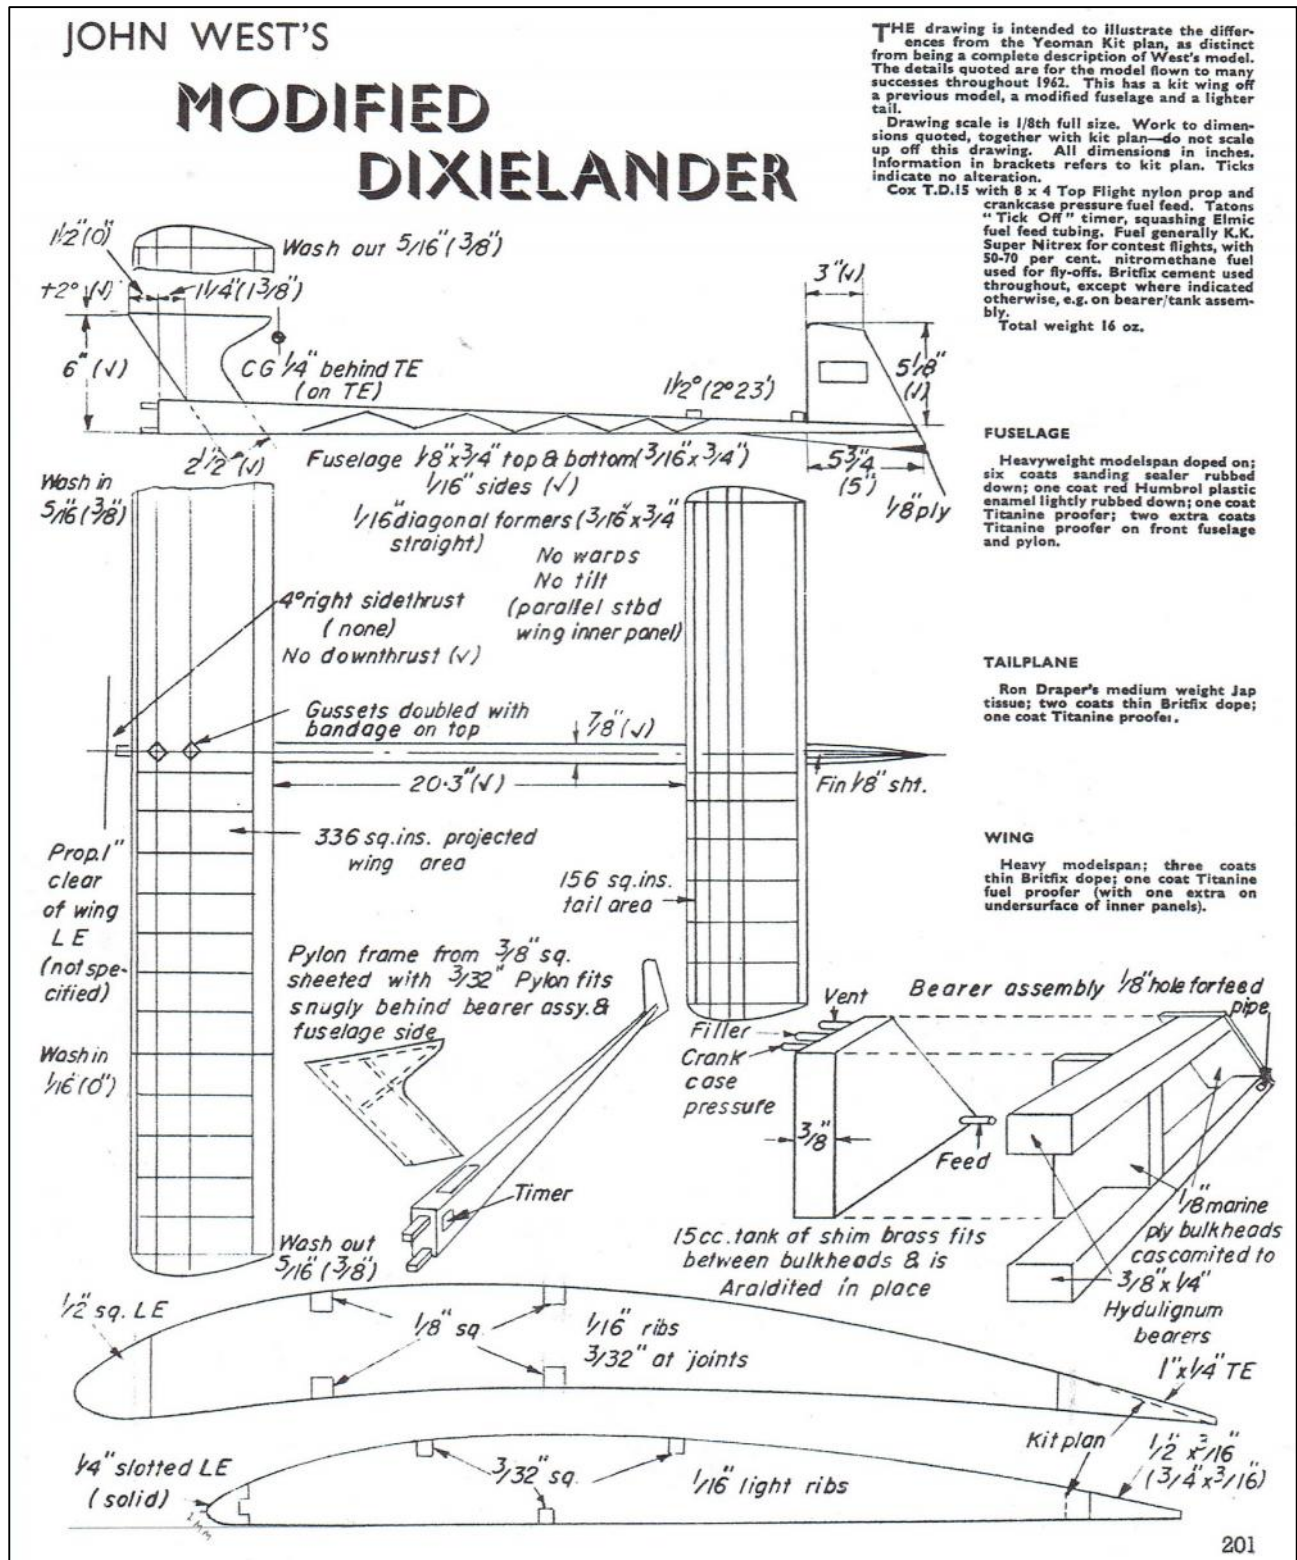 JOHN WEST'S
MODIFIED
DIXIELANDER
THE drawing is intended to illustrate the differ-
ences from the Yeoman Kit plan, as distinct
from being a complete description of West's model.
The details quoted are for the model flown to many
successes throughout 1962. This has a kit wing off
a previous model, a modified fuselage and a lighter
tail.
Drawing scale is 1/8th full size. Work to dimen-
sions quoted, together with kit plan—do not scale
up off this drawing. All dimensions in inches.
Information in brackets refers to kit plan. Ticks
indicate no alteration.
Cox T.D.15 with 8 x 4 Top Flight nylon prop and
crankcase pressure fuel feed. Tatons
"Tick Off" timer, squashing Elmic
fuel feed tubing. Fuel generally K.K.
Super Nitrex for contest flights, with
50-70 per cent. nitromethane fuel
used for fly-offs. Britfix cement used
throughout, except where indicated
otherwise, e.g. on bearer/tank assem-
bly.
Total weight 16 oz.
1½"(0")
Wash out 5/16"(3/8")
+2° (√)
1¼"(1³/8")
3"(√)
6"(√)
CG ¼" behind TE
(on TE)
1½°(2°23')
5⅛"
(√)
2½"(√)
Fuselage ⅛"x¾" top & bottom(3/16"x¾")
1/16" sides (√)
5¾"
(5")
⅛" ply
Wash in
5/16"(3/8")
1/16" diagonal formers (3/16"x¾
straight)
No warps
No tilt
(parallel stbd
wing inner panel)
4° right sidethrust
(none)
No downthrust (√)
Gussets doubled with
bandage on top
7/8"(√)
20·3"(√)
Fin ⅛" sht.
FUSELAGE
Heavyweight modelspan doped on;
six coats sanding sealer rubbed
down; one coat red Humbrol plastic
enamel lightly rubbed down; one coat
Titanine proofer; two extra coats
Titanine proofer on front fuselage
and pylon.
TAILPLANE
Ron Draper's medium weight Jap
tissue; two coats thin Britfix dope;
one coat Titanine proofer.
WING
Heavy modelspan; three coats
thin Britfix dope; one coat Titanine
fuel proofer (with one extra on
undersurface of inner panels).
Prop.1"
clear
of wing
LE
(not spe-
cified)
336 sq.ins. projected
wing area
156 sq.ins.
tail area
Pylon frame from 3/8" sq.
sheeted with 3/32" Pylon fits
snugly behind bearer assy.&
fuselage side
Wash in
1/16"(0")
Timer
Wash out
5/16"(3/8")
Vent
Filler
Crank
case
pressure
3/8"
Feed
Bearer assembly
⅛" hole for feed
pipe
15cc. tank of shim brass fits
between bulkheads & is
Araldited in place
⅛" marine
ply bulkheads
cascamited to
3/8"x¼"
Hydulignum
bearers
½" sq. LE
⅛" sq.
1/16" ribs
3/32" at joints
1"x¼" TE
Kit plan
¼" slotted LE
(solid)
1 MM
3/32" sq.
1/16" light ribs
½"x3/16"
(¾"x3/16)
201